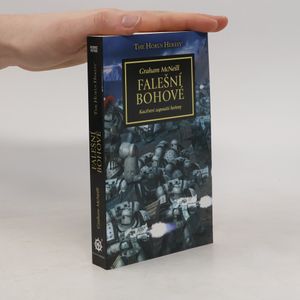 THE HORUS HERESY
Graham McNeill
FALEŠNÍ
BOHOVÉ
Kacířství zapouští kořeny
THE HORUS HERESY
FALEŠNÍ
BOHOVÉ
Graham McNeill